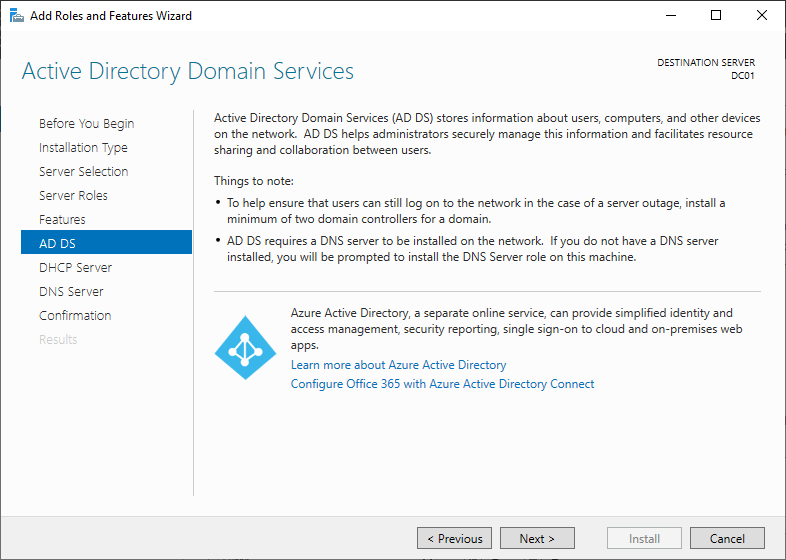 Add Roles and Features Wizard
Active Directory Domain Services
DESTINATION SERVER
DC01
Before You Begin
Installation Type
Server Selection
Server Roles
Features
AD DS
DHCP Server
DNS Server
Confirmation
Results
Active Directory Domain Services (AD DS) stores information about users, computers, and other devices
on the network.  AD DS helps administrators securely manage this information and facilitates resource
sharing and collaboration between users.
Things to note:
• To help ensure that users can still log on to the network in the case of a server outage, install a
minimum of two domain controllers for a domain.
• AD DS requires a DNS server to be installed on the network.  If you do not have a DNS server
installed, you will be prompted to install the DNS Server role on this machine.
Azure Active Directory, a separate online service, can provide simplified identity and
access management, security reporting, single sign-on to cloud and on-premises web
apps.
Learn more about Azure Active Directory
Configure Office 365 with Azure Active Directory Connect
< Previous
Next >
Install
Cancel